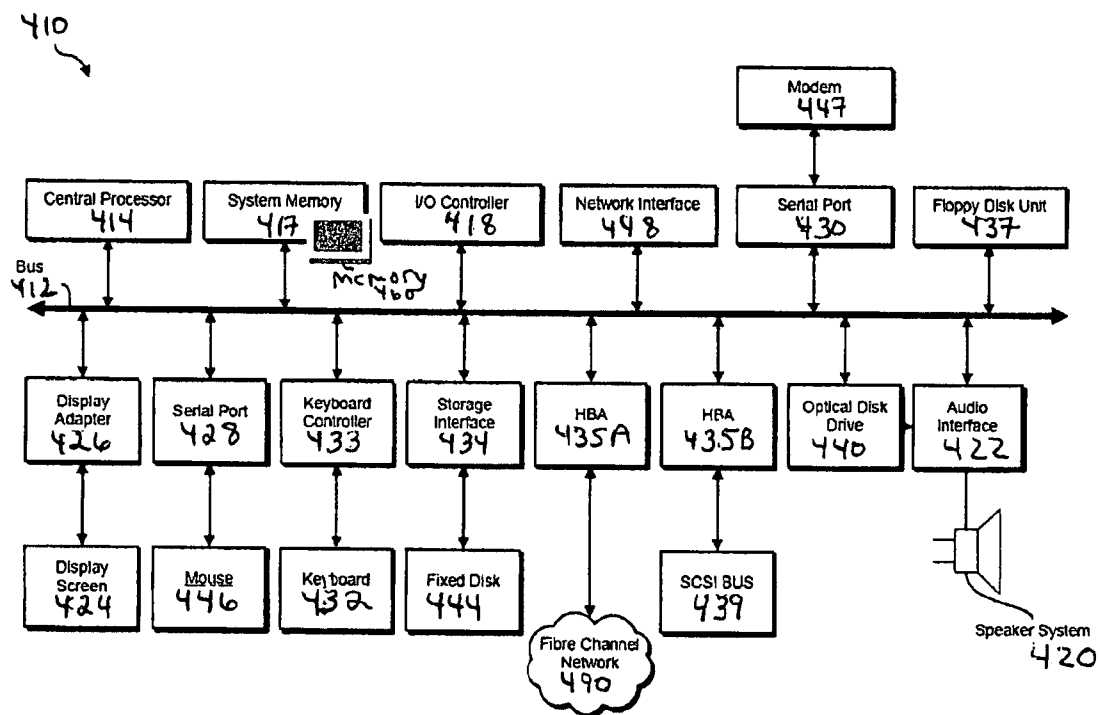 410
Modem
447
Central Processor
414
System Memory
417
I/O Controller
418
Network Interface
448
Serial Port
430
Floppy Disk Unit
437
memory
460
Bus
412
Display
Adapter
426
Serial Port
428
Keyboard
Controller
433
Storage
Interface
434
HBA
435A
HBA
435B
Optical Disk
Drive
440
Audio
Interface
422
Display
Screen
424
Mouse
446
Keyboard
432
Fixed Disk
444
SCSI BUS
439
Fibre Channel
Network
490
Speaker System
420